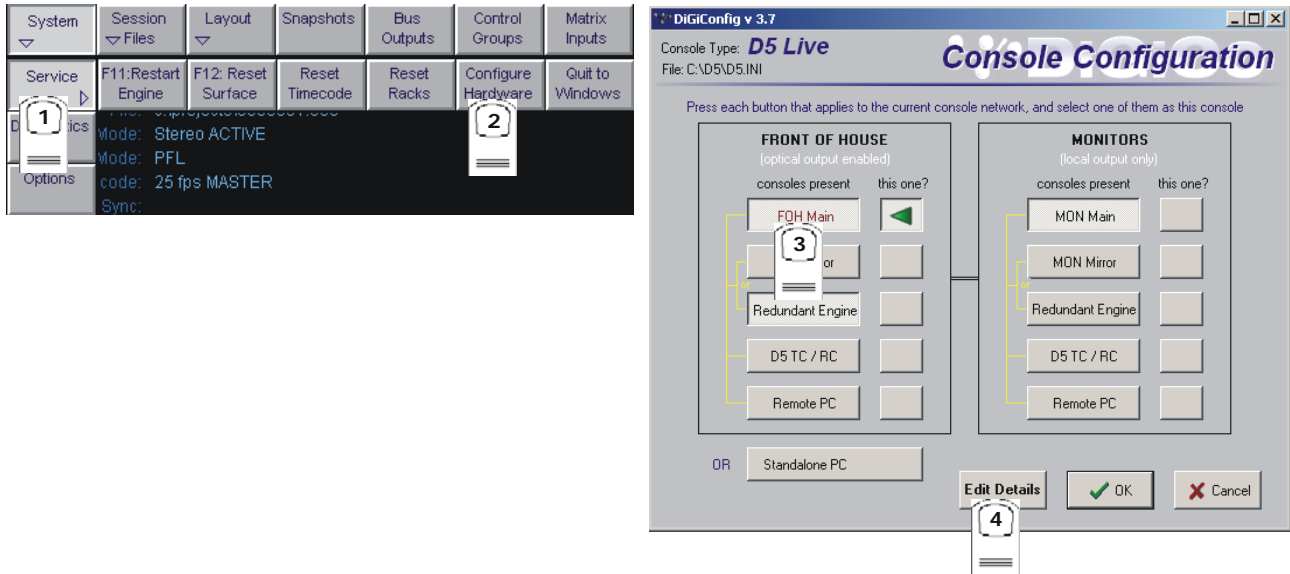 System
Session
Files
Layout
Snapshots
Bus
Outputs
Control
Groups
Matrix
Inputs
Service
F11:Restart
Engine
F12: Reset
Surface
Reset
Timecode
Reset
Racks
Configure
Hardware
Quit to
Windows
1
2
Mode: Stereo ACTIVE
Mode: PFL
Options
code: 25 fps MASTER
Sync:
DiGiConfig v 3.7
Console Type: D5 Live
File: C:\D5\D5.INI
DiGiCo
Console Configuration
Press each button that applies to the current console network, and select one of them as this console
FRONT OF HOUSE
(optical output enabled)
consoles present this one?
FOH Main
3
or
or
Redundant Engine
D5 TC / RC
Remote PC
MONITORS
(local output only)
consoles present this one?
MON Main
MON Mirror
or
Redundant Engine
D5 TC / RC
Remote PC
OR Standalone PC
Edit Details
OK
Cancel
4